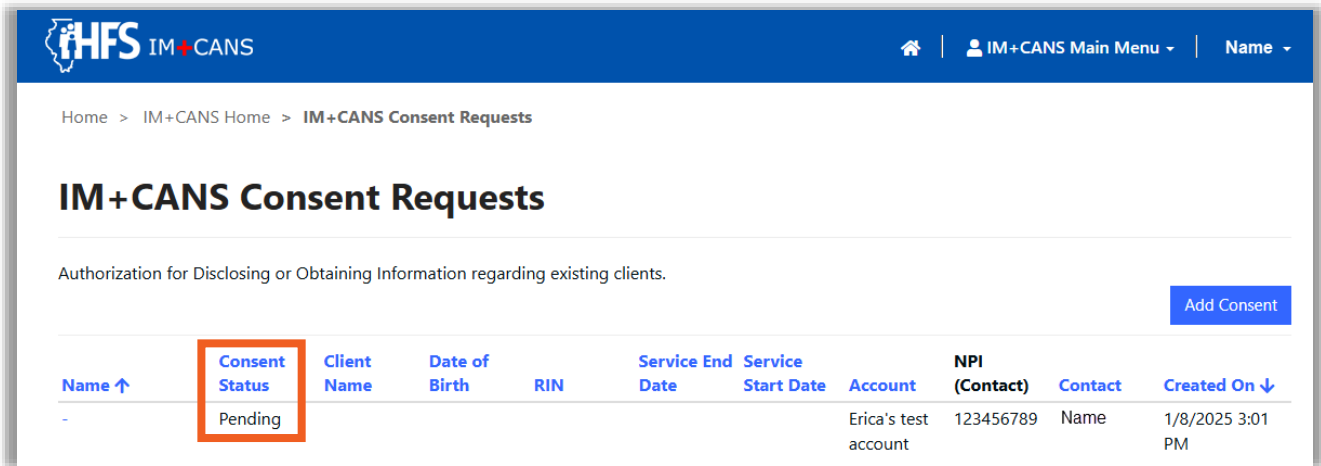 HFS IM+CANS
IM+CANS Main Menu
Name
Home > IM+CANS Home > IM+CANS Consent Requests
IM+CANS Consent Requests
Authorization for Disclosing or Obtaining Information regarding existing clients.
Add Consent
Name ↑
Consent
Status
Client
Name
Date of
Birth
RIN
Service End
Date
Service
Start Date
Account
NPI
(Contact)
Contact
Created On ↓
-
Pending
Erica's test
account
123456789
Name
1/8/2025 3:01
PM